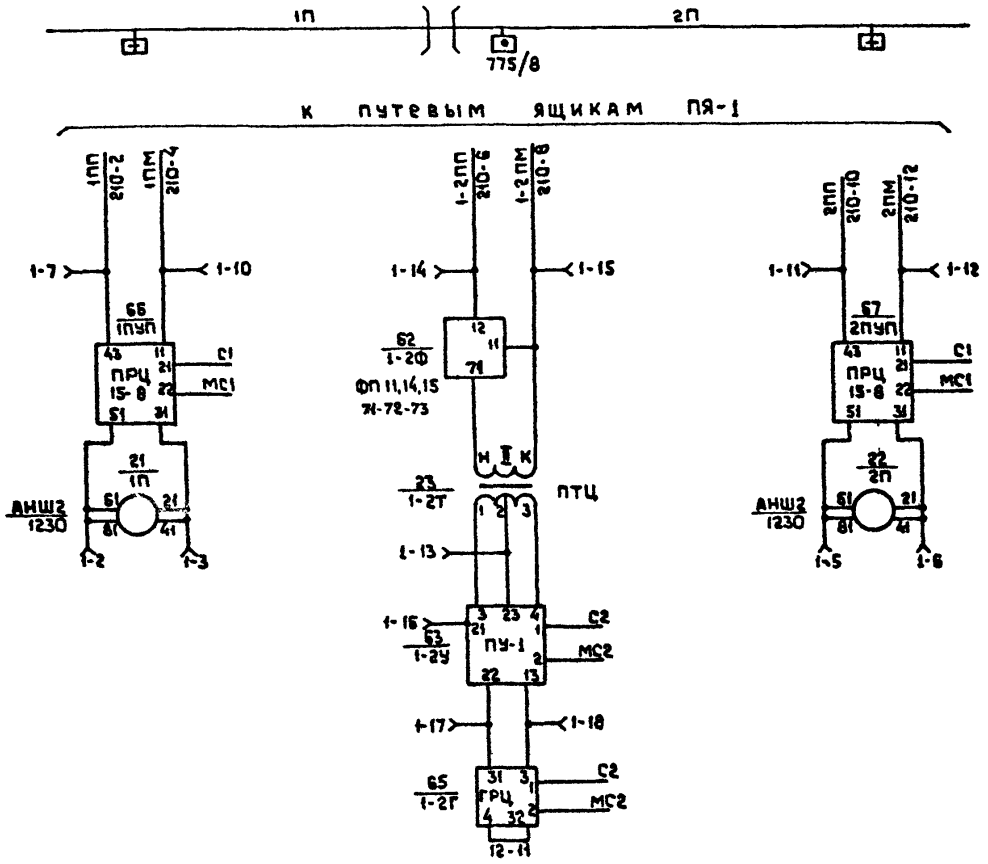 1П
2П
775/8
К ПУТЕВЫМ ЯЩИКАМ ПЯ-1
1ПП
210-2
1ПМ
210-4
1-2ПП
210-6
1-2ПМ
210-8
2ПП
210-10
2ПМ
210-12
1-7
1-10
1-14
1-15
1-11
1-12
66
1ПУП
43
11
21
22
ПРЦ
15-8
51
31
С1
МС1
62
1-2Ф
12
11
71
ФП 11,14,15
71-72-73
67
2ПУП
43
11
21
22
ПРЦ
15-8
51
31
С1
МС1
21
1П
61
21
81
41
АНШ2
1230
1-2
1-3
Н II К
23
1-2Т
ПТЦ
1 2 3
22
2П
61
21
81
41
АНШ2
1230
1-5
1-6
1-13
1-16
63
1-2У
3 23 4
21
1
ПУ-1
2
22 13
С2
МС2
1-17
1-18
65
1-2Г
31 3
1
ГРЦ
2
4 32
С2
МС2
12-11